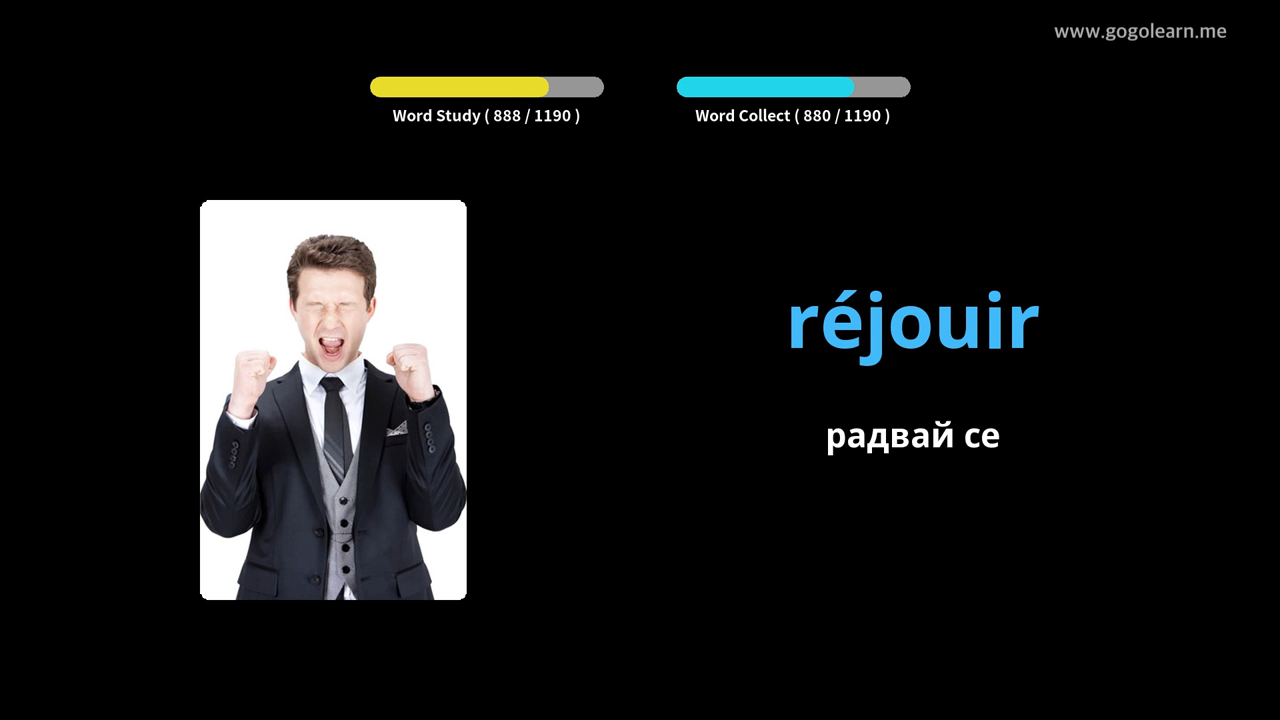 www.gogolearn.me
Word Study ( 888 / 1190 )
Word Collect ( 880 / 1190 )
réjouir
радвай се